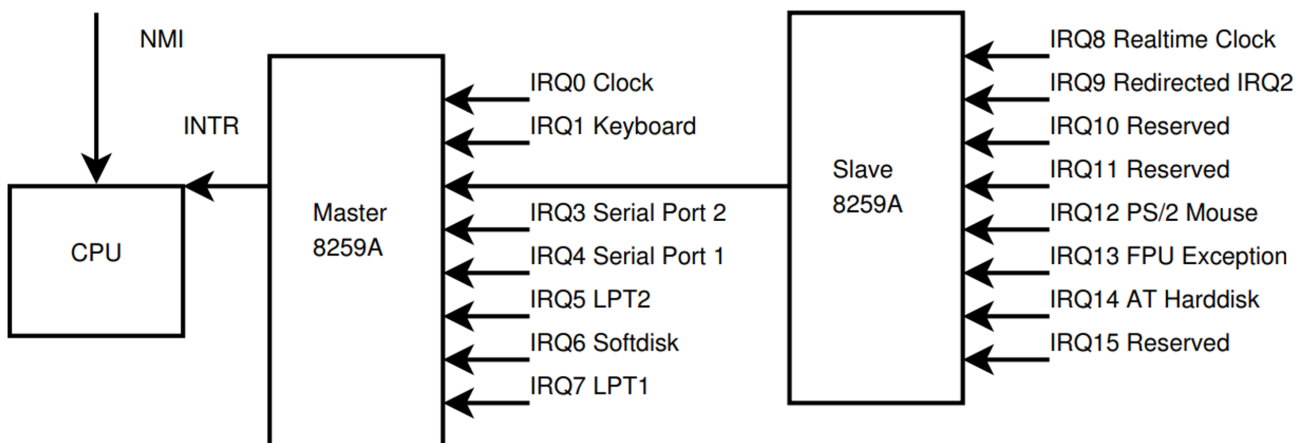 NMI
INTR
CPU
Master
8259A
IRQ0 Clock
IRQ1 Keyboard
IRQ3 Serial Port 2
IRQ4 Serial Port 1
IRQ5 LPT2
IRQ6 Softdisk
IRQ7 LPT1
Slave
8259A
IRQ8 Realtime Clock
IRQ9 Redirected IRQ2
IRQ10 Reserved
IRQ11 Reserved
IRQ12 PS/2 Mouse
IRQ13 FPU Exception
IRQ14 AT Harddisk
IRQ15 Reserved